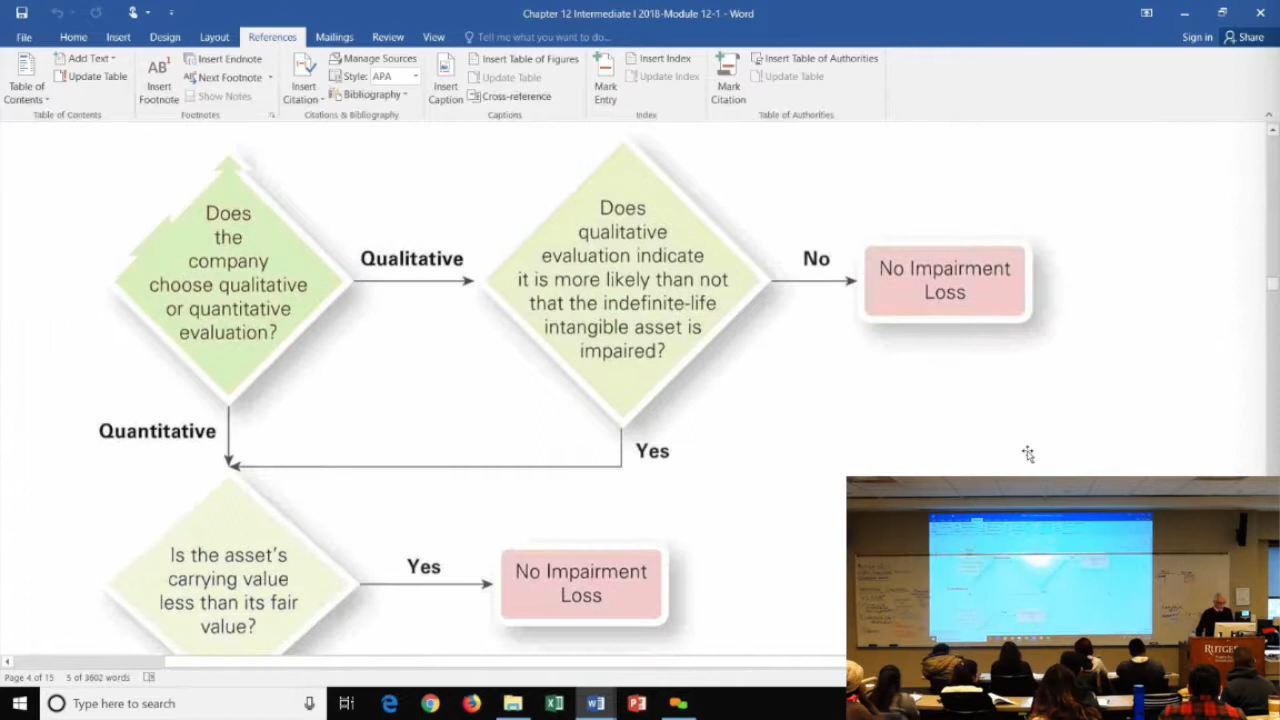 Chapter 12 Intermediate I 2018-Module 12-1 - Word
File Home Insert Design Layout References Mailings Review View Tell me what you want to do... Sign in Share
Table of Contents
Add Text
Update Table
Table of Contents
AB¹
Insert Footnote
Insert Endnote
Next Footnote
Show Notes
Footnotes
Insert Citation
Manage Sources
Style: APA
Bibliography
Citations & Bibliography
Insert Caption
Insert Table of Figures
Update Table
Cross-reference
Captions
Mark Entry
Insert Index
Update Index
Index
Mark Citation
Insert Table of Authorities
Update Table
Table of Authorities
Does
the
company
choose qualitative
or quantitative
evaluation?
Qualitative
Does
qualitative
evaluation indicate
it is more likely than not
that the indefinite-life
intangible asset is
impaired?
No
No Impairment
Loss
Quantitative
Yes
Is the asset's
carrying value
less than its fair
value?
Yes
No Impairment
Loss
RUTGERS
Page 4 of 15 5 of 3602 words
Type here to search